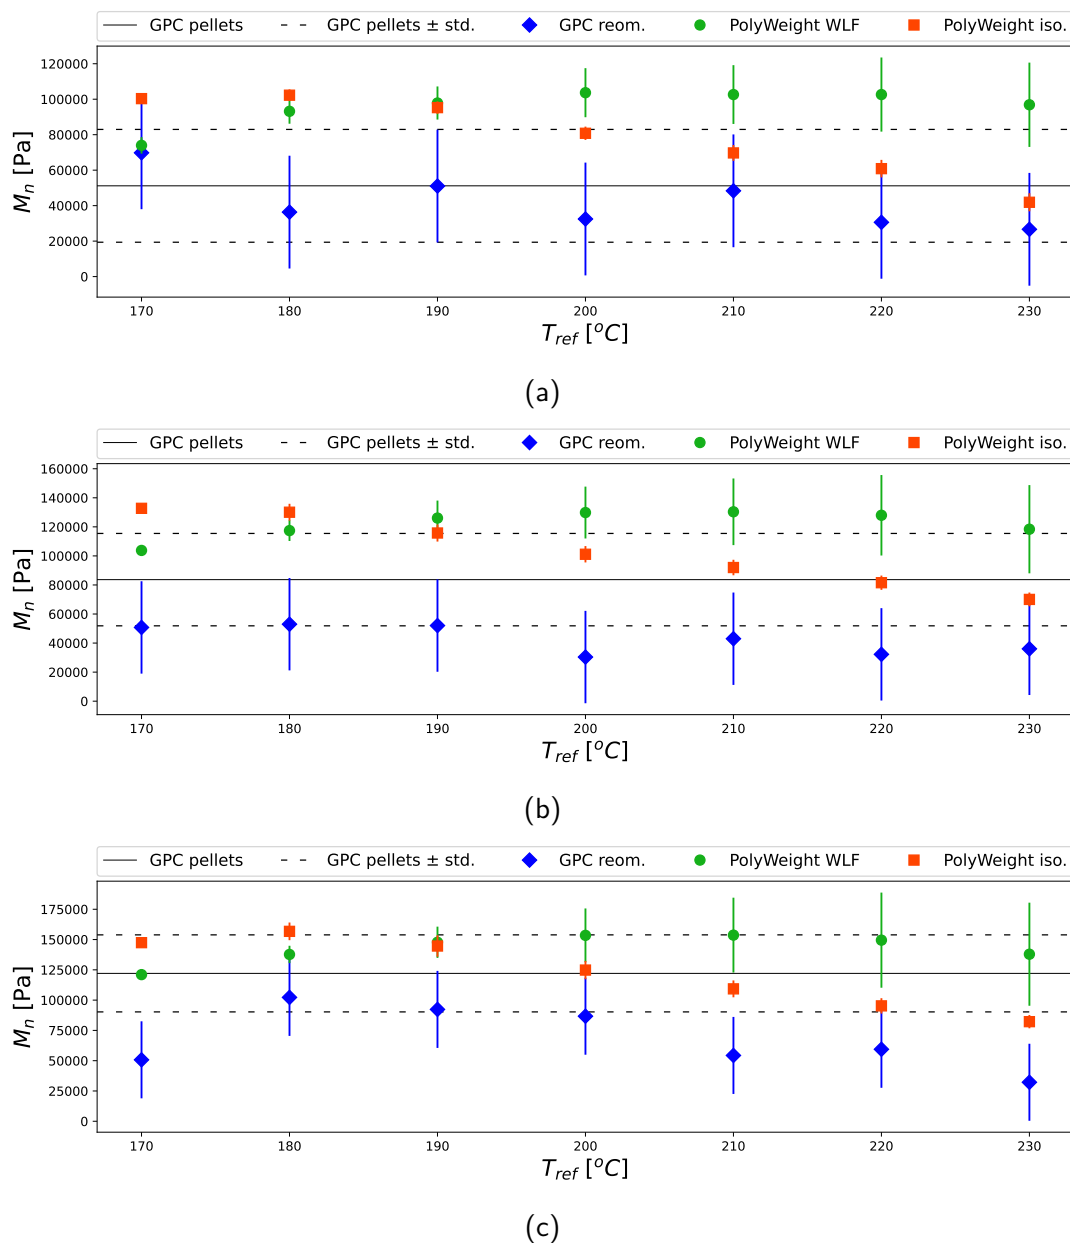 GPC pellets GPC pellets ± std. GPC reom. PolyWeight WLF PolyWeight iso.
120000
100000
80000
60000
40000
20000
0
M_n [Pa]
170 180 190 200 210 220 230
T_ref [°C]
(a)
GPC pellets GPC pellets ± std. GPC reom. PolyWeight WLF PolyWeight iso.
160000
140000
120000
100000
80000
60000
40000
20000
0
M_n [Pa]
170 180 190 200 210 220 230
T_ref [°C]
(b)
GPC pellets GPC pellets ± std. GPC reom. PolyWeight WLF PolyWeight iso.
175000
150000
125000
100000
75000
50000
25000
0
M_n [Pa]
170 180 190 200 210 220 230
T_ref [°C]
(c)